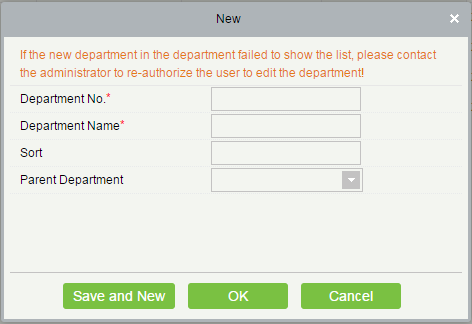 New ×
If the new department in the department failed to show the list, please contact
the administrator to re-authorize the user to edit the department!
Department No.*
Department Name*
Sort
Parent Department
Save and New OK Cancel